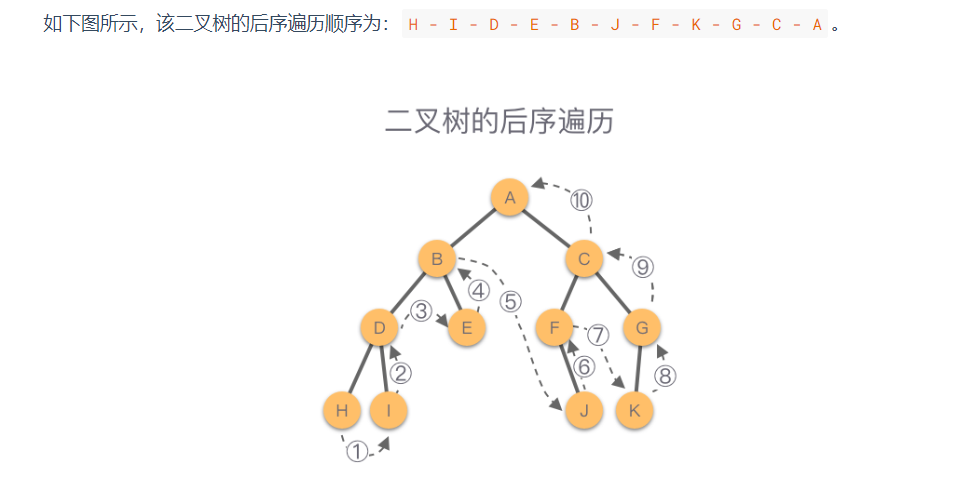 如下图所示，该二叉树的后序遍历顺序为： H - I - D - E - B - J - F - K - G - C - A 。
二叉树的后序遍历
A
⑩
B
C
⑨
④
⑤
③
D
E
F
⑦
G
②
⑥
⑧
H
I
J
K
①